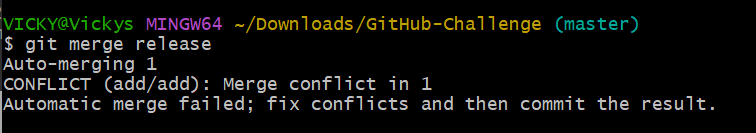 VICKY@Vickys MINGW64 ~/Downloads/GitHub-Challenge (master)
$ git merge release
Auto-merging 1
CONFLICT (add/add): Merge conflict in 1
Automatic merge failed; fix conflicts and then commit the result.